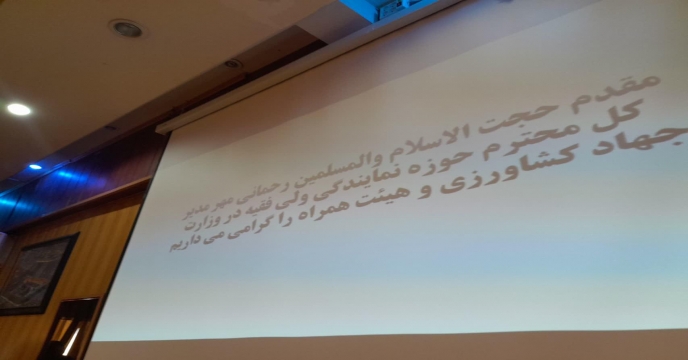 مقدم حجت الاسلام والمسلمین رحمانی مهر مدیر
کل محترم حوزه نمایندگی ولی فقیه در وزارت
جهاد کشاورزی و هیئت همراه را گرامی می داریم